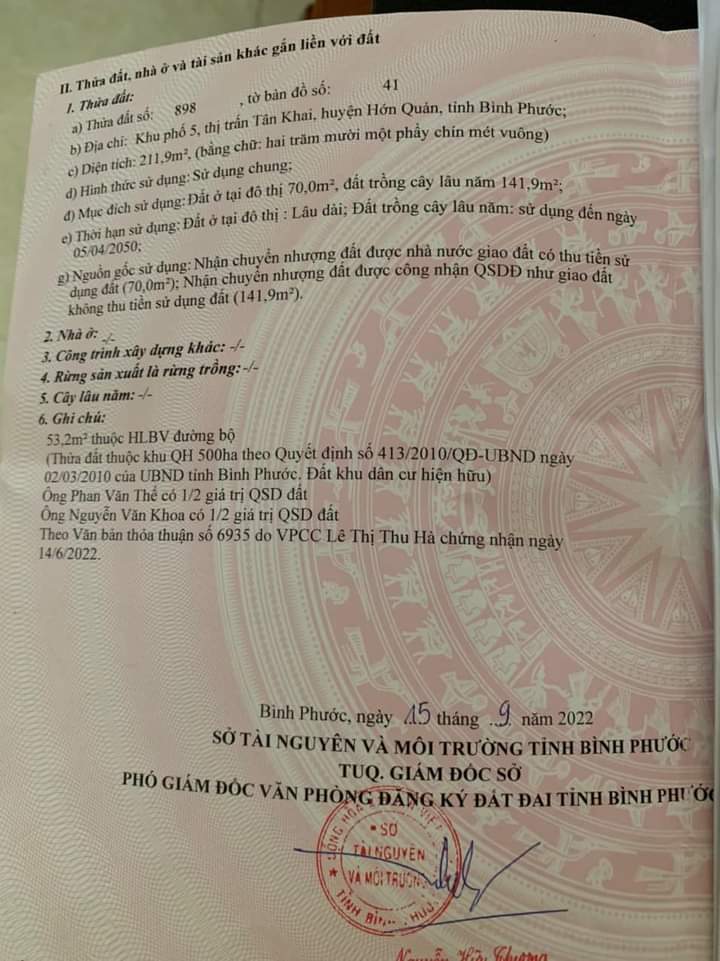 II. Thửa đất, nhà ở và tài sản khác gắn liền với đất
1. Thửa đất:
a) Thửa đất số: 898 , tờ bản đồ số: 41
b) Địa chỉ: Khu phố 5, thị trấn Tân Khai, huyện Hớn Quản, tỉnh Bình Phước;
c) Diện tích: 211,9m², (bằng chữ: hai trăm mười một phẩy chín mét vuông)
d) Hình thức sử dụng: Sử dụng chung;
đ) Mục đích sử dụng: Đất ở tại đô thị 70,0m², đất trồng cây lâu năm 141,9m²;
e) Thời hạn sử dụng: Đất ở tại đô thị : Lâu dài; Đất trồng cây lâu năm: sử dụng đến ngày
05/04/2050;
g) Nguồn gốc sử dụng: Nhận chuyển nhượng đất được nhà nước giao đất có thu tiền sử
dụng đất (70,0m²); Nhận chuyển nhượng đất được công nhận QSDĐ như giao đất
không thu tiền sử dụng đất (141,9m²).
2. Nhà ở: -/-
3. Công trình xây dựng khác: -/-
4. Rừng sản xuất là rừng trồng: -/-
5. Cây lâu năm: -/-
6. Ghi chú:
53,2m² thuộc HLBV đường bộ
(Thửa đất thuộc khu QH 500ha theo Quyết định số 413/2010/QĐ-UBND ngày
02/03/2010 của UBND tỉnh Bình Phước. Đất khu dân cư hiện hữu)
Ông Phan Văn Thể có 1/2 giá trị QSD đất
Ông Nguyễn Văn Khoa có 1/2 giá trị QSD đất
Theo Văn bản thỏa thuận số 6935 do VPCC Lê Thị Thu Hà chứng nhận ngày
14/6/2022.
Bình Phước, ngày 15 tháng 9 năm 2022
SỞ TÀI NGUYÊN VÀ MÔI TRƯỜNG TỈNH BÌNH PHƯỚC
TUQ. GIÁM ĐỐC SỞ
PHÓ GIÁM ĐỐC VĂN PHÒNG ĐĂNG KÝ ĐẤT ĐAI TỈNH BÌNH PHƯỚC
SỞ
TÀI NGUYÊN
VÀ MÔI TRƯỜNG
TỈNH BÌNH PHƯỚC
Nguyễn Hữu